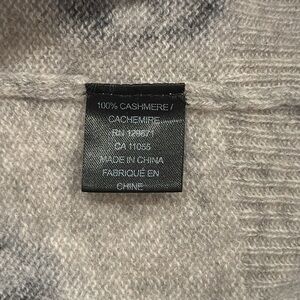 100% CASHMERE /
CACHEMIRE
RN 129671
CA 11055
MADE IN CHINA
FABRIQUÉ EN
CHINE